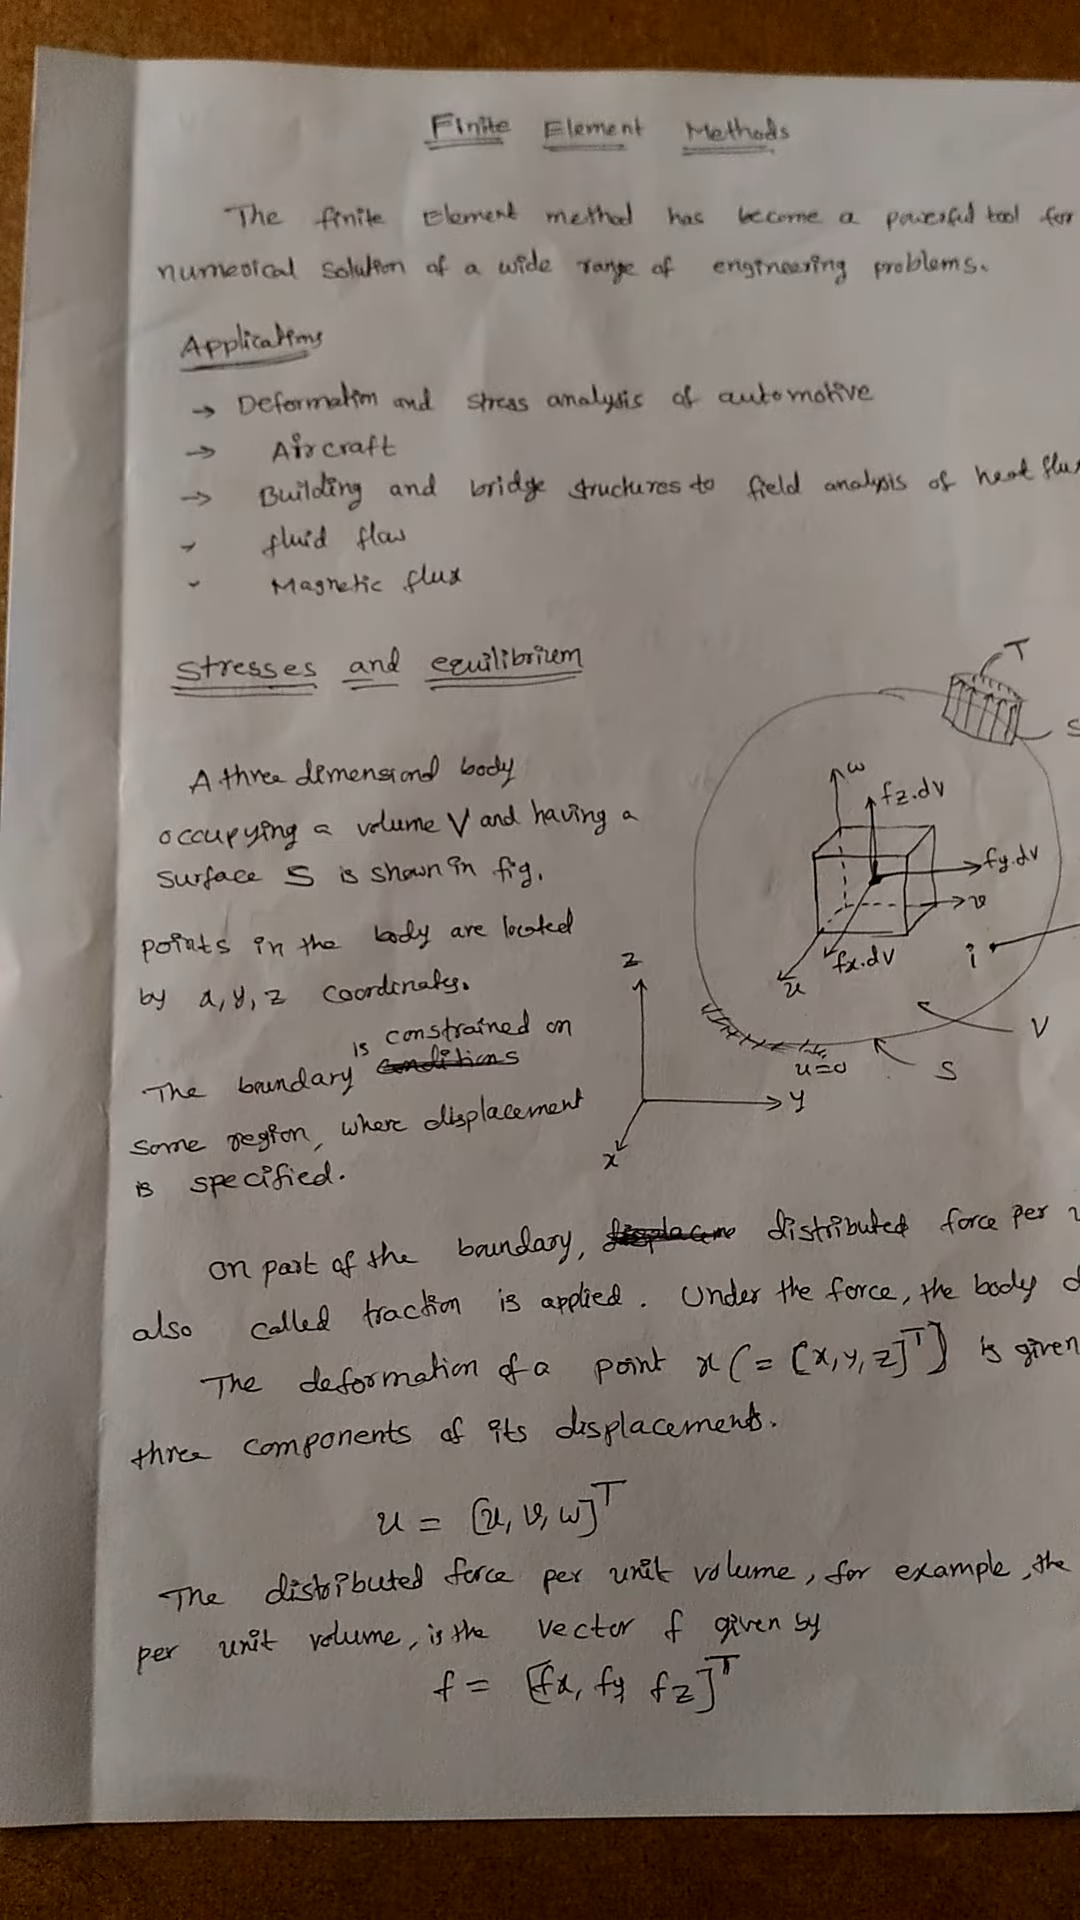 Finite Element Methods
The finite Element method has become a powerful tool for
numerical solution of a wide range of engineering problems.
Applications
→ Deformation and stress analysis of automotive
→ Aircraft
→ Building and bridge structures to field analysis of heat flux
fluid flow
Magnetic flux
stresses and equilibrium
T
S
A three dimensional body
occupying a volume V and having a
surface S is shown in fig.
points in the body are located
by x, y, z coordinates.
is constrained on
The boundary conditions
some region, where displacement
is specified.
w
fz.dv
fy.dv
v
fx.dv
u
i
z
V
u=0
S
y
x
on part of the boundary, displaceme distributed force per
also called traction is applied. Under the force, the body d
The deformation of a point x(=[x,y,z]ᵀ) is given
three components of its displacements.
u = [u, v, w]ᵀ
The distributed force per unit volume, for example, the
per unit volume, is the vector f given by
f = [fx, fy, fz]ᵀ